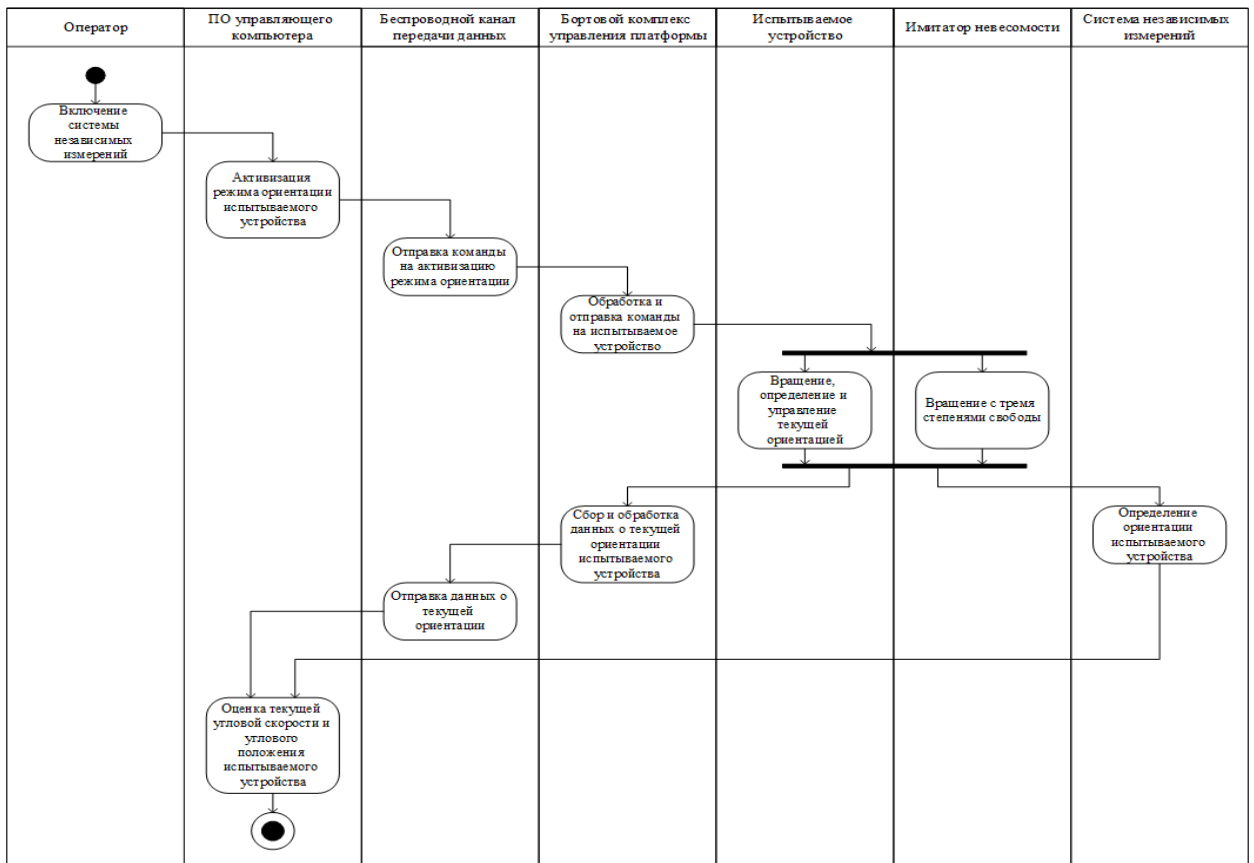 Оператор
ПО управляющего
компьютера
Беспроводной канал
передачи данных
Бортовой комплекс
управления платформы
Испытываемое
устройство
Имитатор невесомости
Система независимых
измерений
Включение
системы
независимых
измерений
Активизация
режима ориентации
испытываемого
устройства
Отправка команды
на активизацию
режима ориентации
Обработка и
отправка команды
на испытываемое
устройство
Вращение,
определение и
управление
текущей
ориентацией
Вращение с тремя
степенями свободы
Сбор и обработка
данных о текущей
ориентации
испытываемого
устройства
Определение
ориентации
испытываемого
устройства
Отправка данных о
текущей
ориентации
Оценка текущей
угловой скорости и
углового
положения
испытываемого
устройства